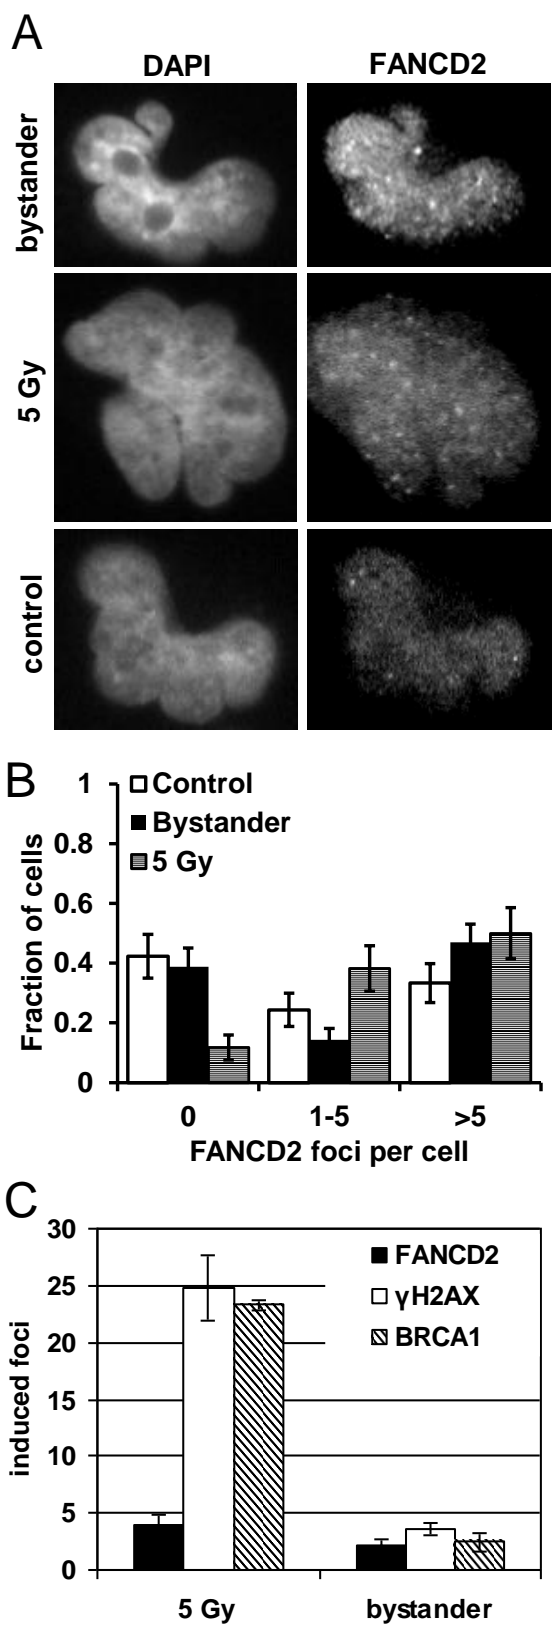 A
DAPI FANCD2
bystander
5 Gy
control
B
1
0.8
0.6
0.4
0.2
0
Fraction of cells
Control
Bystander
5 Gy
0 1-5 >5
FANCD2 foci per cell
C
30
25
20
15
10
5
0
induced foci
FANCD2
γH2AX
BRCA1
5 Gy bystander